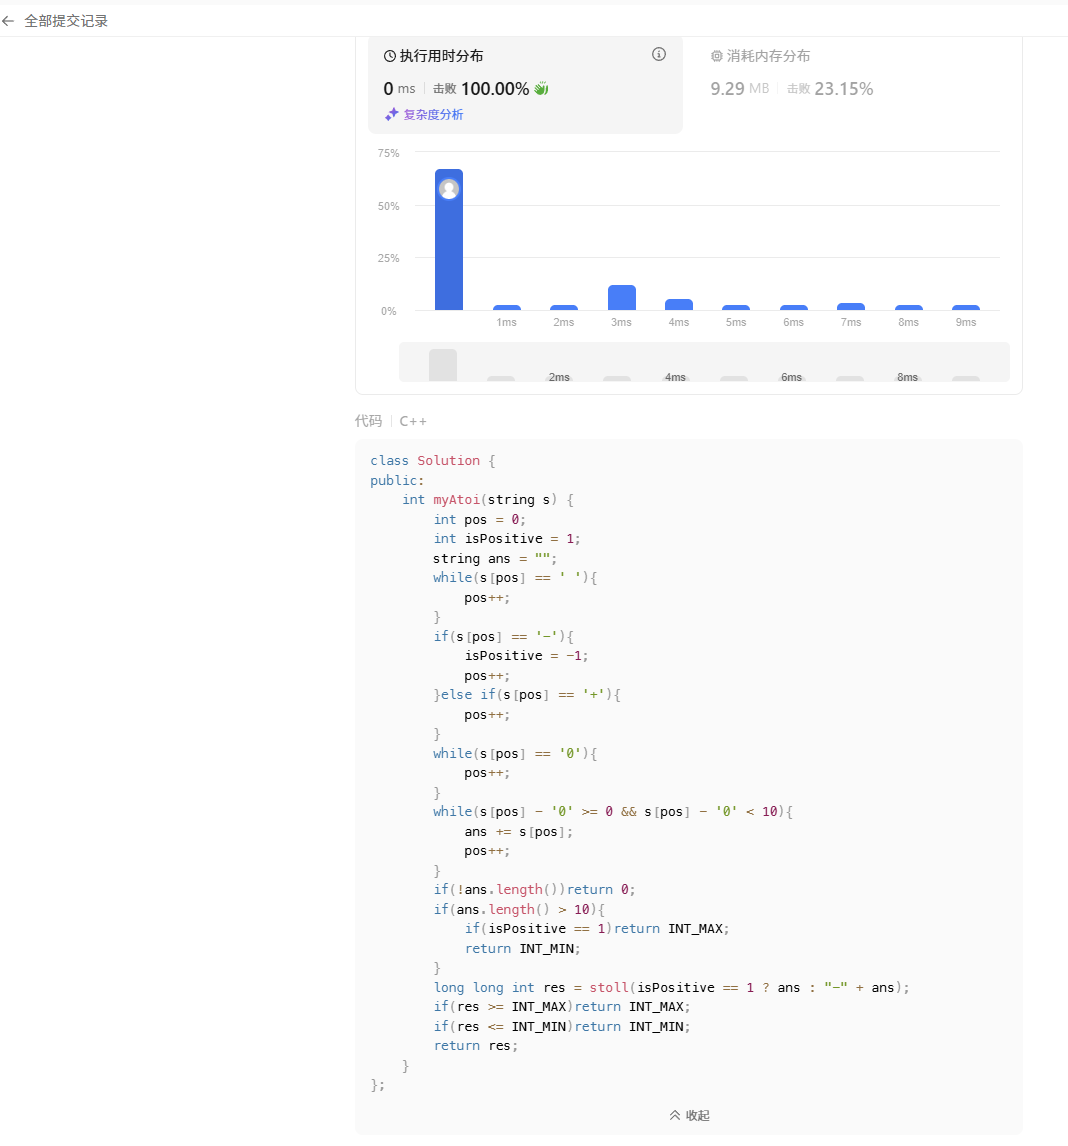 全部提交记录
执行用时分布
消耗内存分布
0 ms 击败 100.00%
9.29 MB 击败 23.15%
复杂度分析
75%
50%
25%
0%
1ms 2ms 3ms 4ms 5ms 6ms 7ms 8ms 9ms
2ms 4ms 6ms 8ms
代码 C++
class Solution {
public:
    int myAtoi(string s) {
        int pos = 0;
        int isPositive = 1;
        string ans = "";
        while(s[pos] == ' '){
            pos++;
        }
        if(s[pos] == '-'){
            isPositive = -1;
            pos++;
        }else if(s[pos] == '+'){
            pos++;
        }
        while(s[pos] == '0'){
            pos++;
        }
        while(s[pos] - '0' >= 0 && s[pos] - '0' < 10){
            ans += s[pos];
            pos++;
        }
        if(!ans.length())return 0;
        if(ans.length() > 10){
            if(isPositive == 1)return INT_MAX;
            return INT_MIN;
        }
        long long int res = stoll(isPositive == 1 ? ans : "-" + ans);
        if(res >= INT_MAX)return INT_MAX;
        if(res <= INT_MIN)return INT_MIN;
        return res;
    }
};
收起